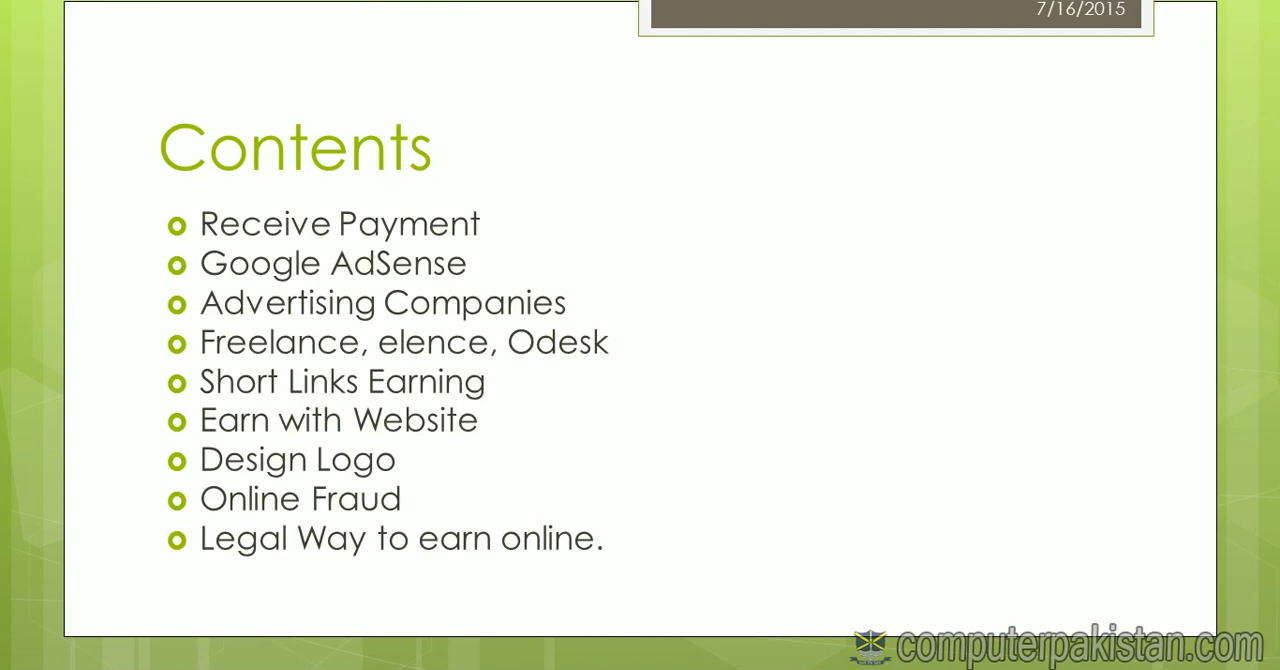 7/16/2015
Contents
Receive Payment
Google AdSense
Advertising Companies
Freelance, elence, Odesk
Short Links Earning
Earn with Website
Design Logo
Online Fraud
Legal Way to earn online.
computerpakistan.com